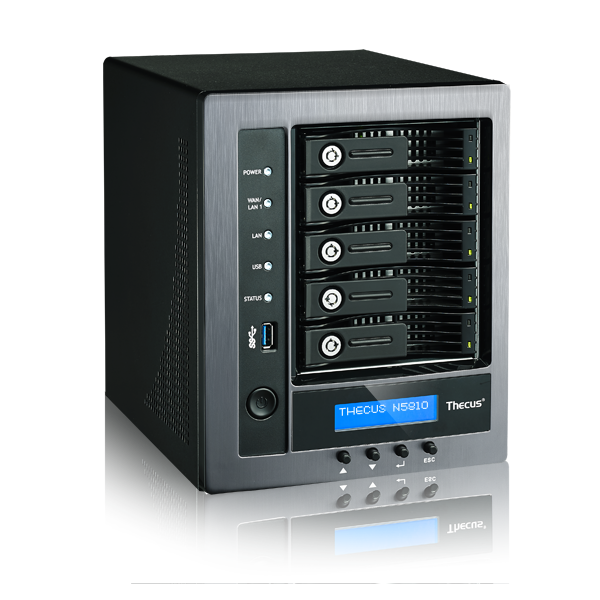 POWER
WAN/
LAN 1
LAN
USB
STATUS
SS
THECUS N5810
Thecus®
ESC